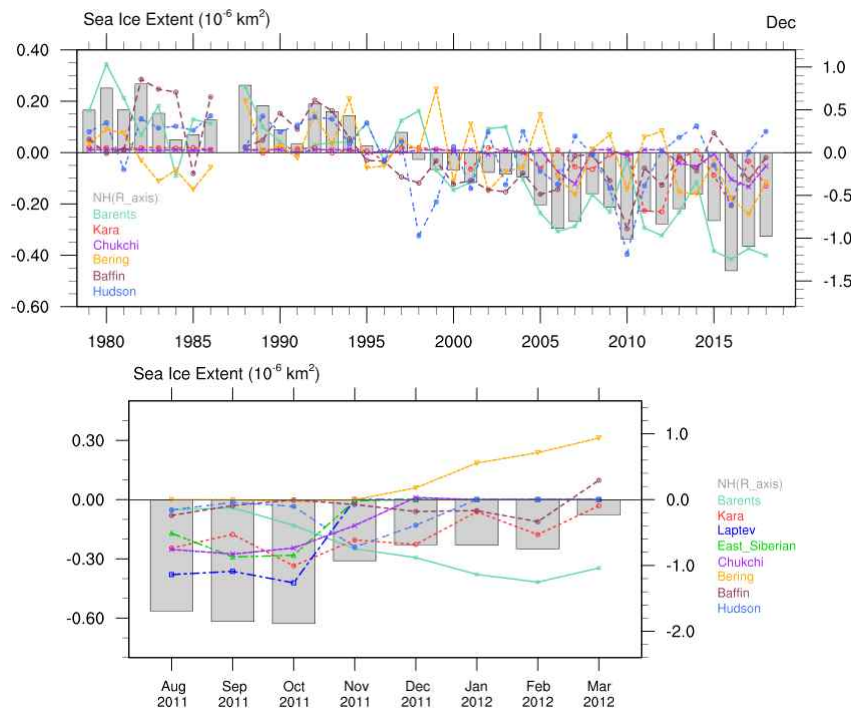 Sea Ice Extent (10⁻⁶ km²)
Dec
0.40
0.20
0.00
-0.20
-0.40
-0.60
1.0
0.5
0.0
-0.5
-1.0
-1.5
NH(R_axis)
Barents
Kara
Chukchi
Bering
Baffin
Hudson
1980 1985 1990 1995 2000 2005 2010 2015
Sea Ice Extent (10⁻⁶ km²)
0.30
0.00
-0.30
-0.60
1.0
0.0
-1.0
-2.0
NH(R_axis)
Barents
Kara
Laptev
East_Siberian
Chukchi
Bering
Baffin
Hudson
Aug Sep Oct Nov Dec Jan Feb Mar
2011 2011 2011 2011 2011 2012 2012 2012